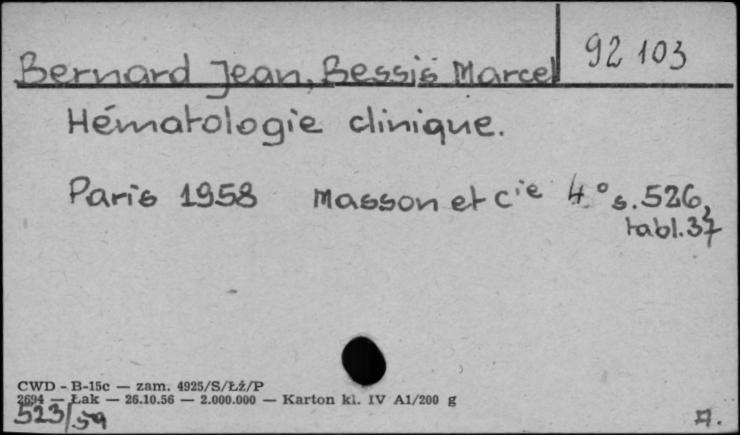 92 103
Bernard Jean, Bessis Marcel
Hématologie clinique.
Paris 1958 Masson et Cie 4° s. 526,
tabl. 37
CWD - B-15c — zam. 4925/S/Łź/P
2694 — Łak — 26.10.56 — 2.000.000 — Karton kl. IV A1/200 g
523/59